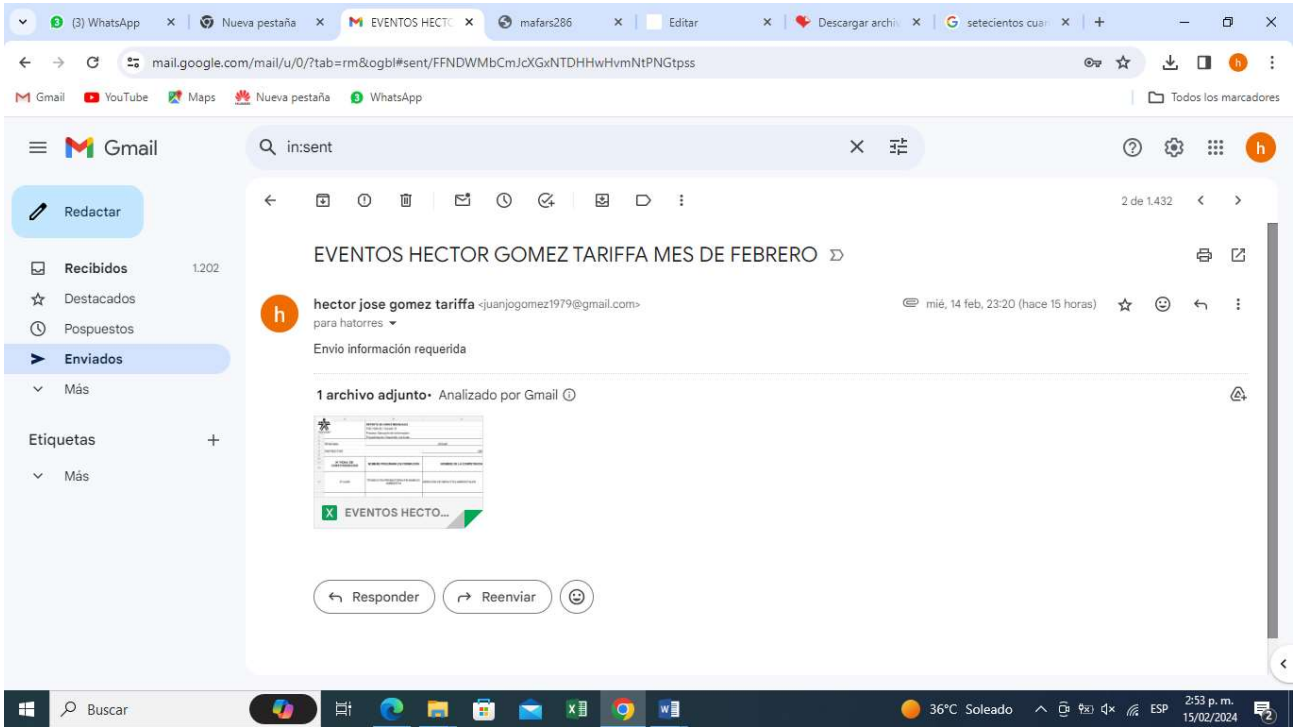 (3) WhatsApp
Nueva pestaña
EVENTOS HECTO
mafars286
Editar
Descargar archiv
setecientos cuar
mail.google.com/mail/u/0/?tab=rm&ogbl#sent/FFNDWMbCmJcXGxNTDHHwHvmNtPNGtpss
h
Gmail
YouTube
Maps
Nueva pestaña
WhatsApp
Todos los marcadores
Gmail
in:sent
h
Redactar
2 de 1.432
EVENTOS HECTOR GOMEZ TARIFFA MES DE FEBRERO
Recibidos 1.202
Destacados
Pospuestos
Enviados
Más
Etiquetas
Más
h
hector jose gomez tariffa <juanjogomez1979@gmail.com>
mié, 14 feb, 23:20 (hace 15 horas)
para hatorres
Envio información requerida
1 archivo adjunto • Analizado por Gmail
EVENTOS HECTO...
Responder
Reenviar
Buscar
36°C Soleado
ESP
2:53 p. m.
15/02/2024
2